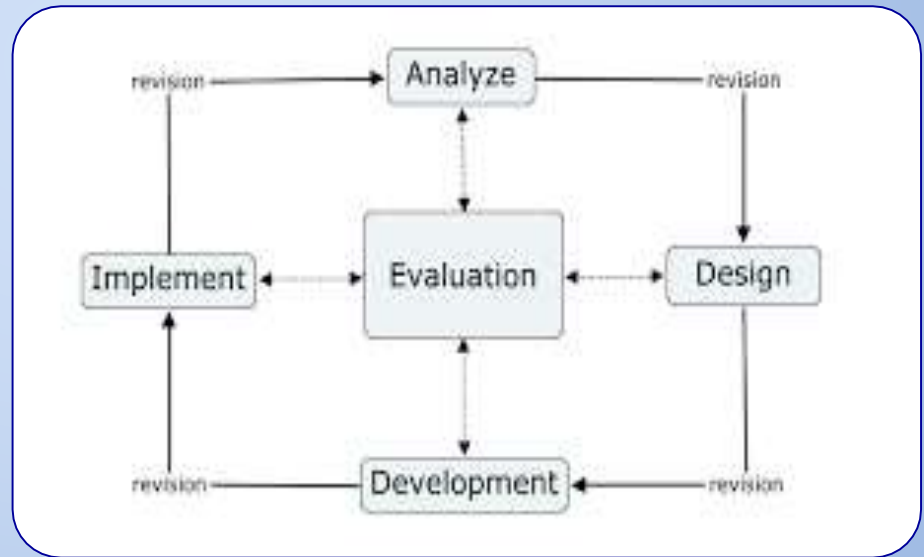 Analyze
revision
revision
Implement
Evaluation
Design
Development
revision
revision